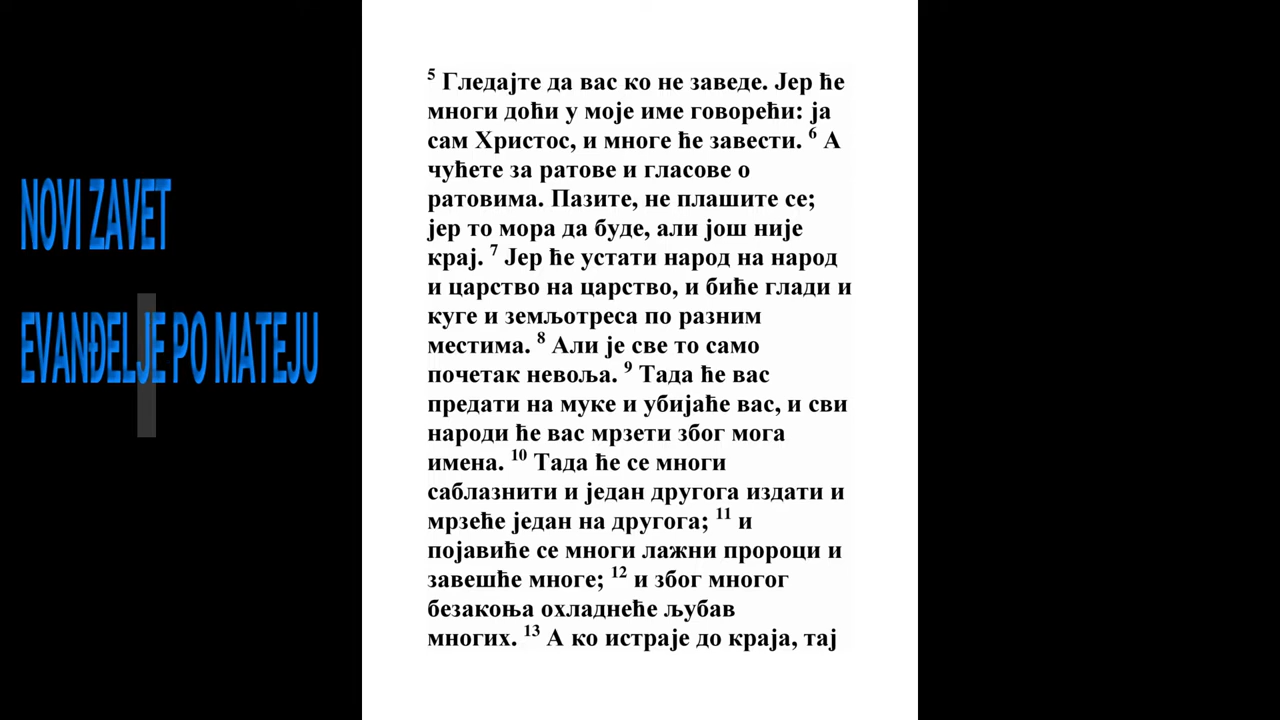 NOVI ZAVET
EVANĐELJE PO MATEJU
5 Гледајте да вас ко не заведе. Јер ће
многи доћи у моје име говорећи: ја
сам Христос, и многе ће завести. 6 А
чућете за ратове и гласове о
ратовима. Пазите, не плашите се;
јер то мора да буде, али још није
крај. 7 Јер ће устати народ на народ
и царство на царство, и биће глади и
куге и земљотреса по разним
местима. 8 Али је све то само
почетак невоља. 9 Тада ће вас
предати на муке и убијаће вас, и сви
народи ће вас мрзети због мога
имена. 10 Тада ће се многи
саблазнити и један другога издати и
мрзеће један на другога; 11 и
појавиће се многи лажни пророци и
завешће многе; 12 и због многог
безакоња охладнеће љубав
многих. 13 А ко истраје до краја, тај